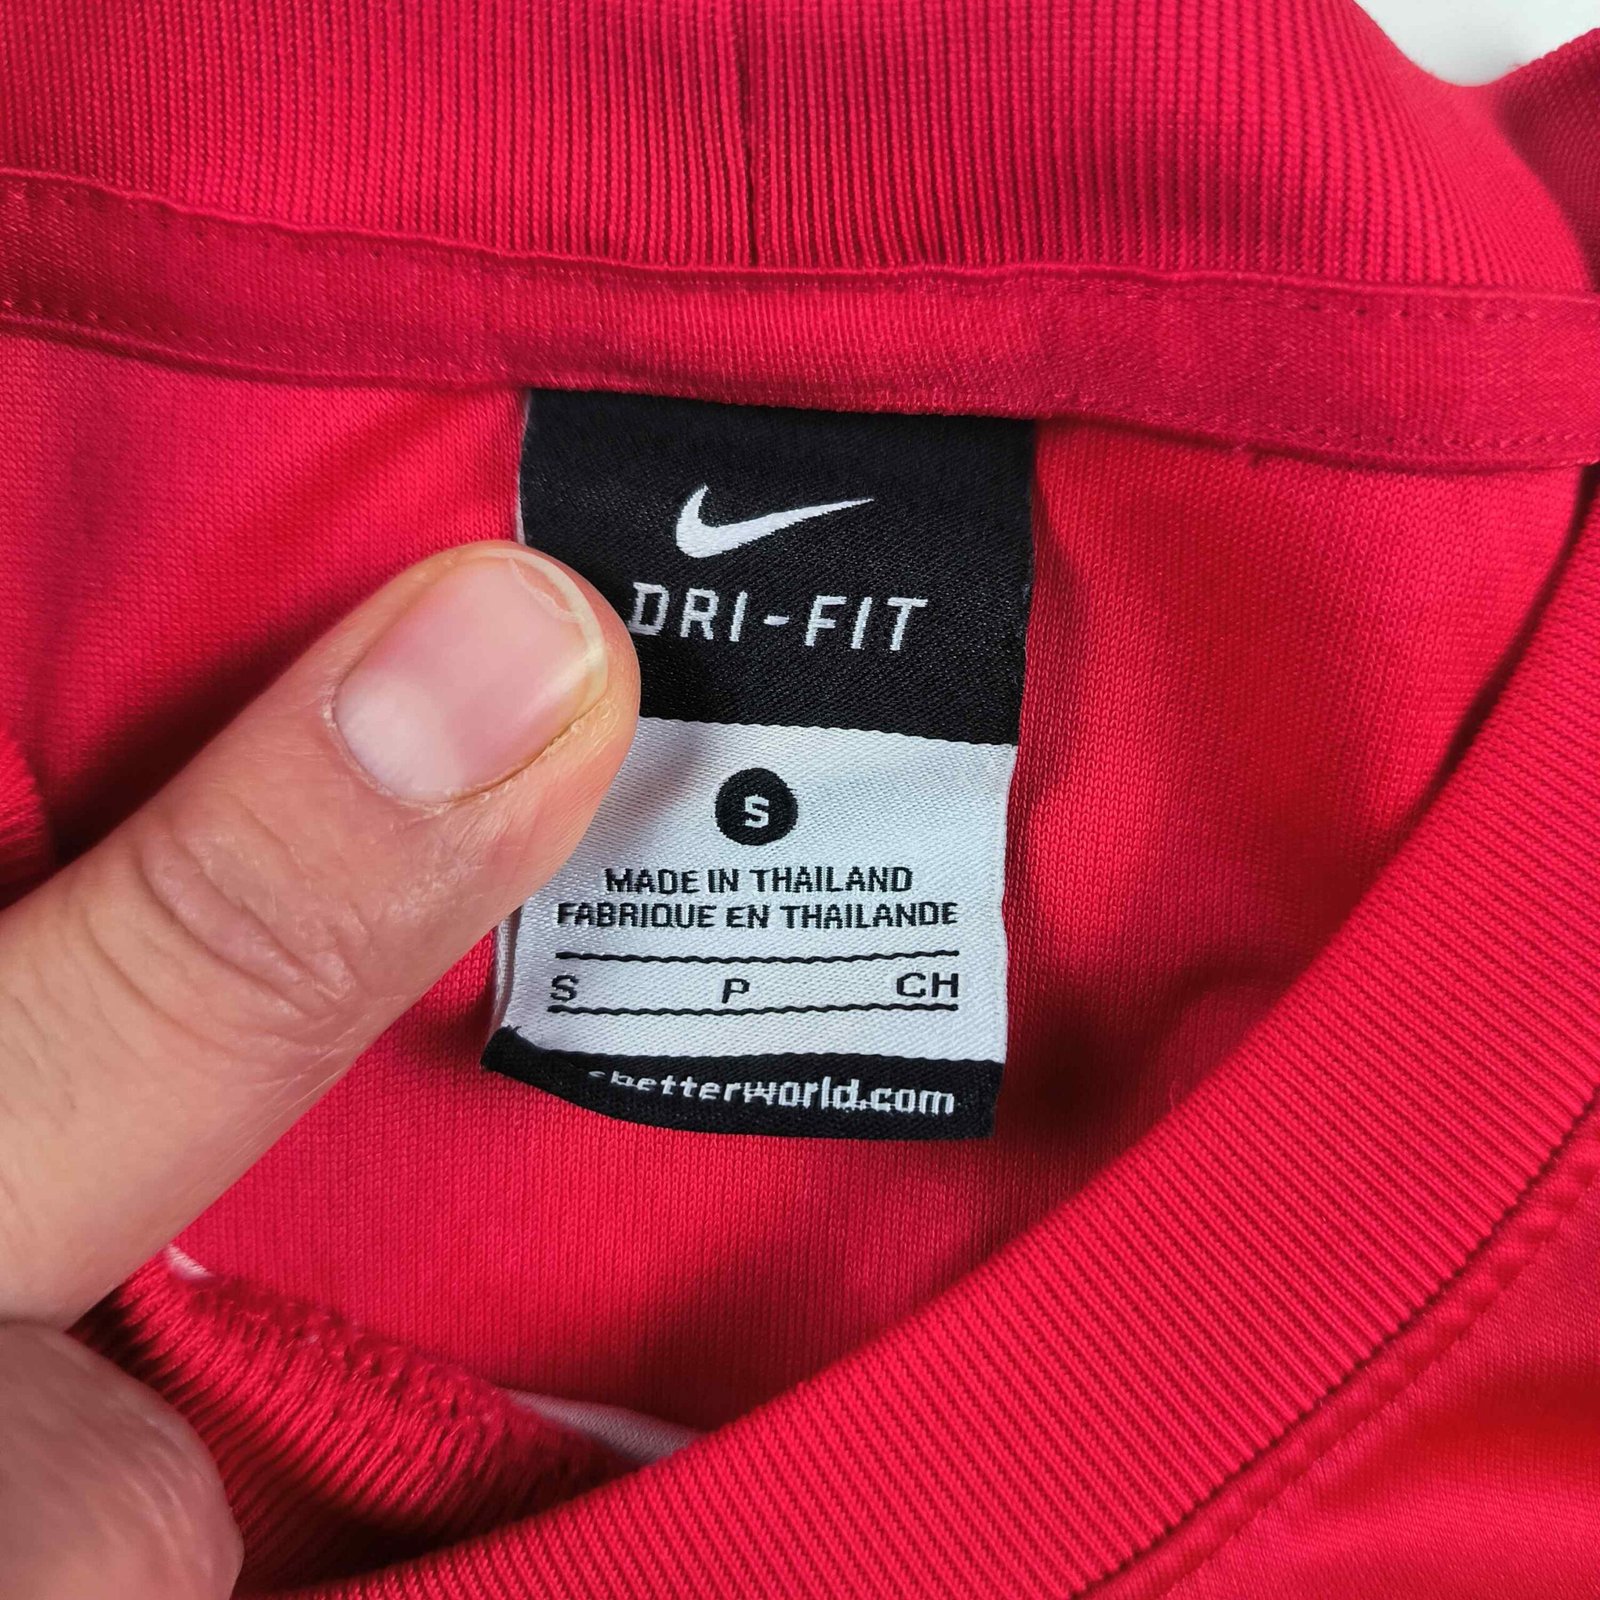 DRI-FIT
S
MADE IN THAILAND
FABRIQUE EN THAILANDE
S P CH
betterworld.com